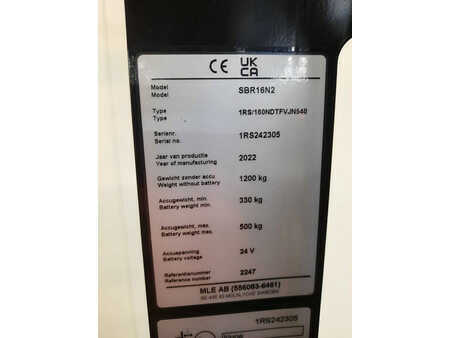 CE UK
CA
Model SBR16N2
Model
Type 1RS/160NDTFVJN540
Type
Serienr. 1RS242305
Serial no.
Jaar van productie 2022
Year of manufacturing
Gewicht zonder accu 1200 kg
Weight without battery
Accugewicht, min. 330 kg
Battery weight min.
Accugewicht, max. 500 kg
Battery weight max.
Accuspanning 24 V
Battery voltage
Referentienummer 2247
Reference number
MLE AB (556083-6461)
1RS242305